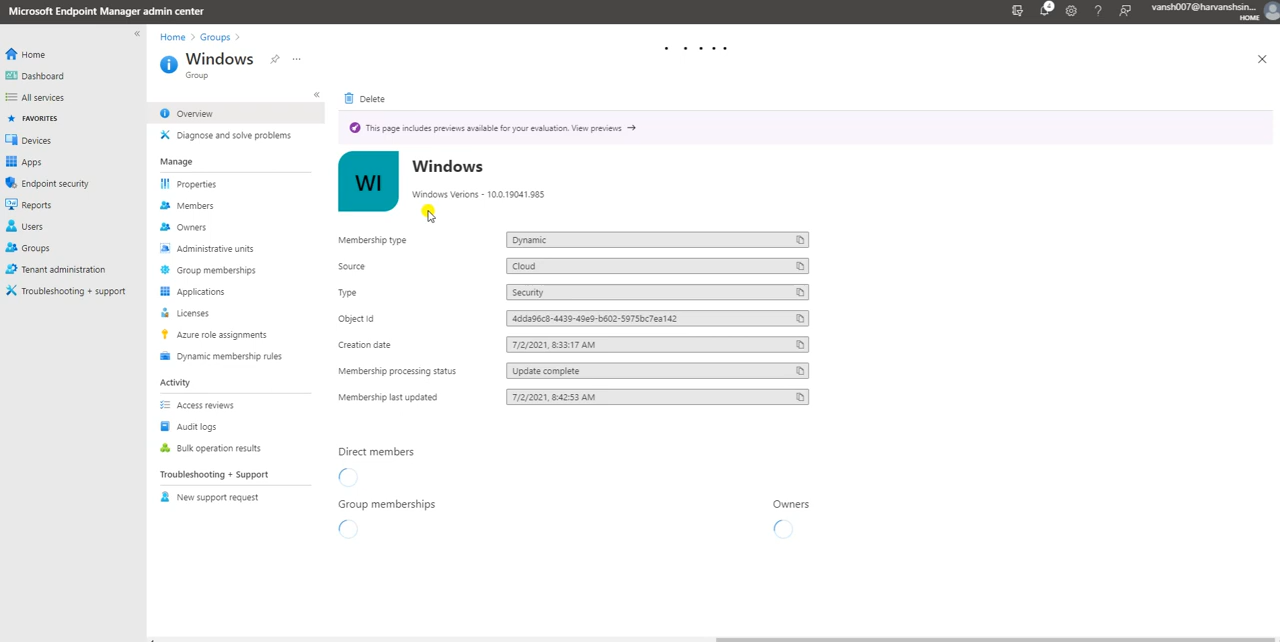 Microsoft Endpoint Manager admin center
4
vansh007@harvanshsin...
HOME
«
Home
Dashboard
All services
FAVORITES
Devices
Apps
Endpoint security
Reports
Users
Groups
Tenant administration
Troubleshooting + support
Home > Groups >
Windows
...
Group
«
Overview
Diagnose and solve problems
Manage
Properties
Members
Owners
Administrative units
Group memberships
Applications
Licenses
Azure role assignments
Dynamic membership rules
Activity
Access reviews
Audit logs
Bulk operation results
Troubleshooting + Support
New support request
Delete
This page includes previews available for your evaluation. View previews →
WI
Windows
Windows Verions - 10.0.19041.985
Membership type Dynamic
Source Cloud
Type Security
Object Id 4dda96c8-4439-49e9-b602-5975bc7ea142
Creation date 7/2/2021, 8:33:17 AM
Membership processing status Update complete
Membership last updated 7/2/2021, 8:42:53 AM
Direct members
Group memberships
Owners